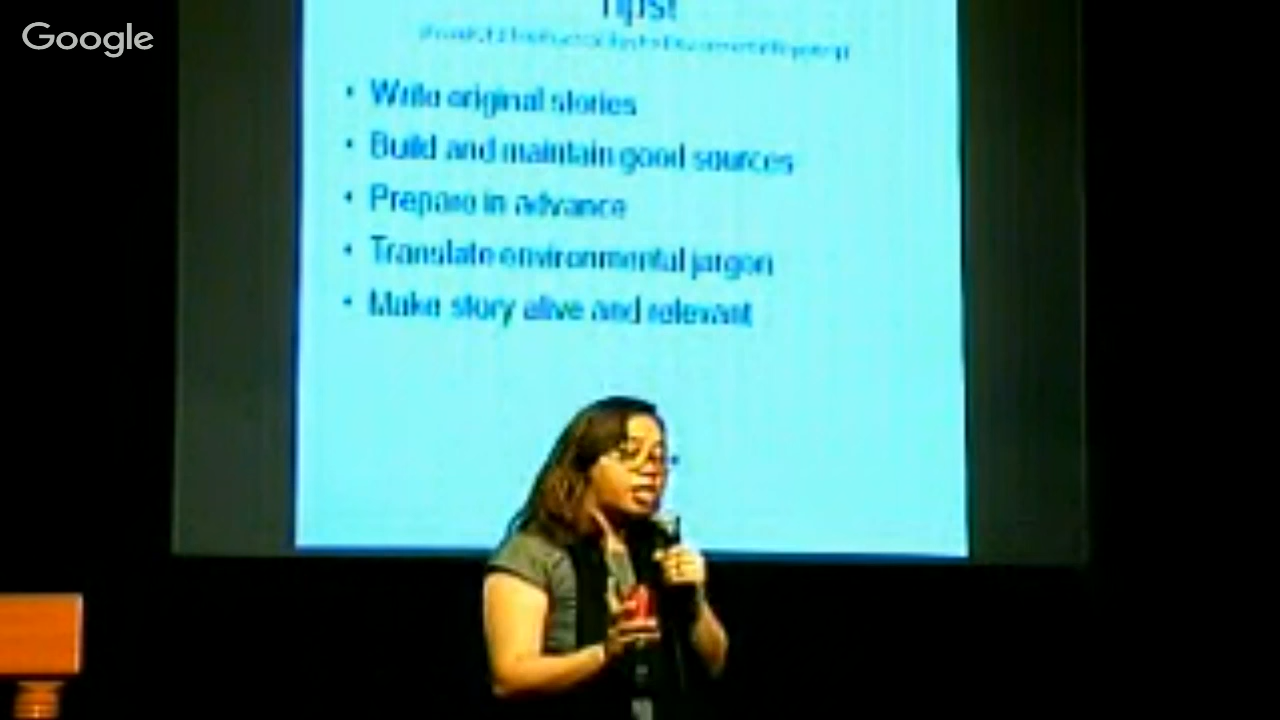 Google
Tips!
• Write original stories
• Build and maintain good sources
• Prepare in advance
• Translate environmental jargon
• Make story alive and relevant